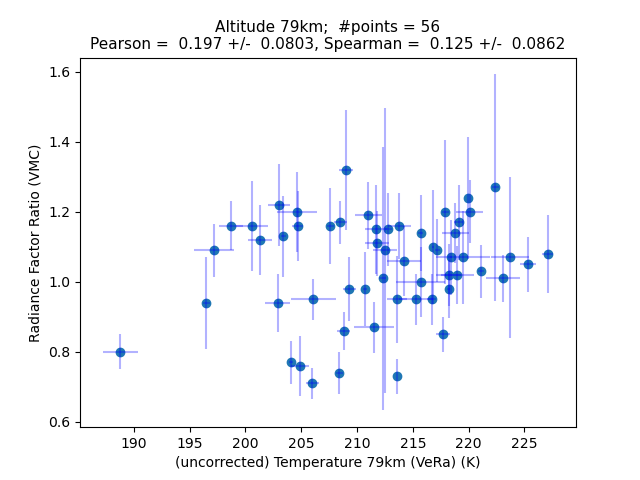 Altitude 79km;  #points = 56
Pearson =  0.197 +/-  0.0803, Spearman =  0.125 +/-  0.0862
1.6
1.4
1.2
1.0
0.8
0.6
Radiance Factor Ratio (VMC)
190 195 200 205 210 215 220 225
(uncorrected) Temperature 79km (VeRa) (K)